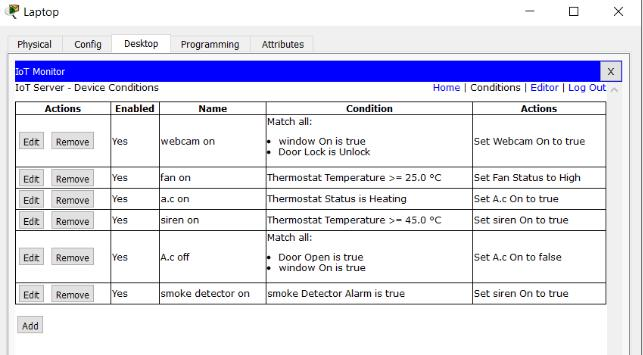 Laptop
Physical Config Desktop Programming Attributes
IoT Monitor X
IoT Server - Device Conditions Home | Conditions | Editor | Log Out
Actions Enabled Name Condition Actions
Edit Remove Yes webcam on Match all:
• window On is true
• Door Lock is Unlock
Set Webcam On to true
Edit Remove Yes fan on Thermostat Temperature >= 25.0 °C Set Fan Status to High
Edit Remove Yes a.c on Thermostat Status is Heating Set A.c On to true
Edit Remove Yes siren on Thermostat Temperature >= 45.0 °C Set siren On to true
Edit Remove Yes A.c off Match all:
• Door Open is true
• window On is true
Set A.c On to false
Edit Remove Yes smoke detector on smoke Detector Alarm is true Set siren On to true
Add